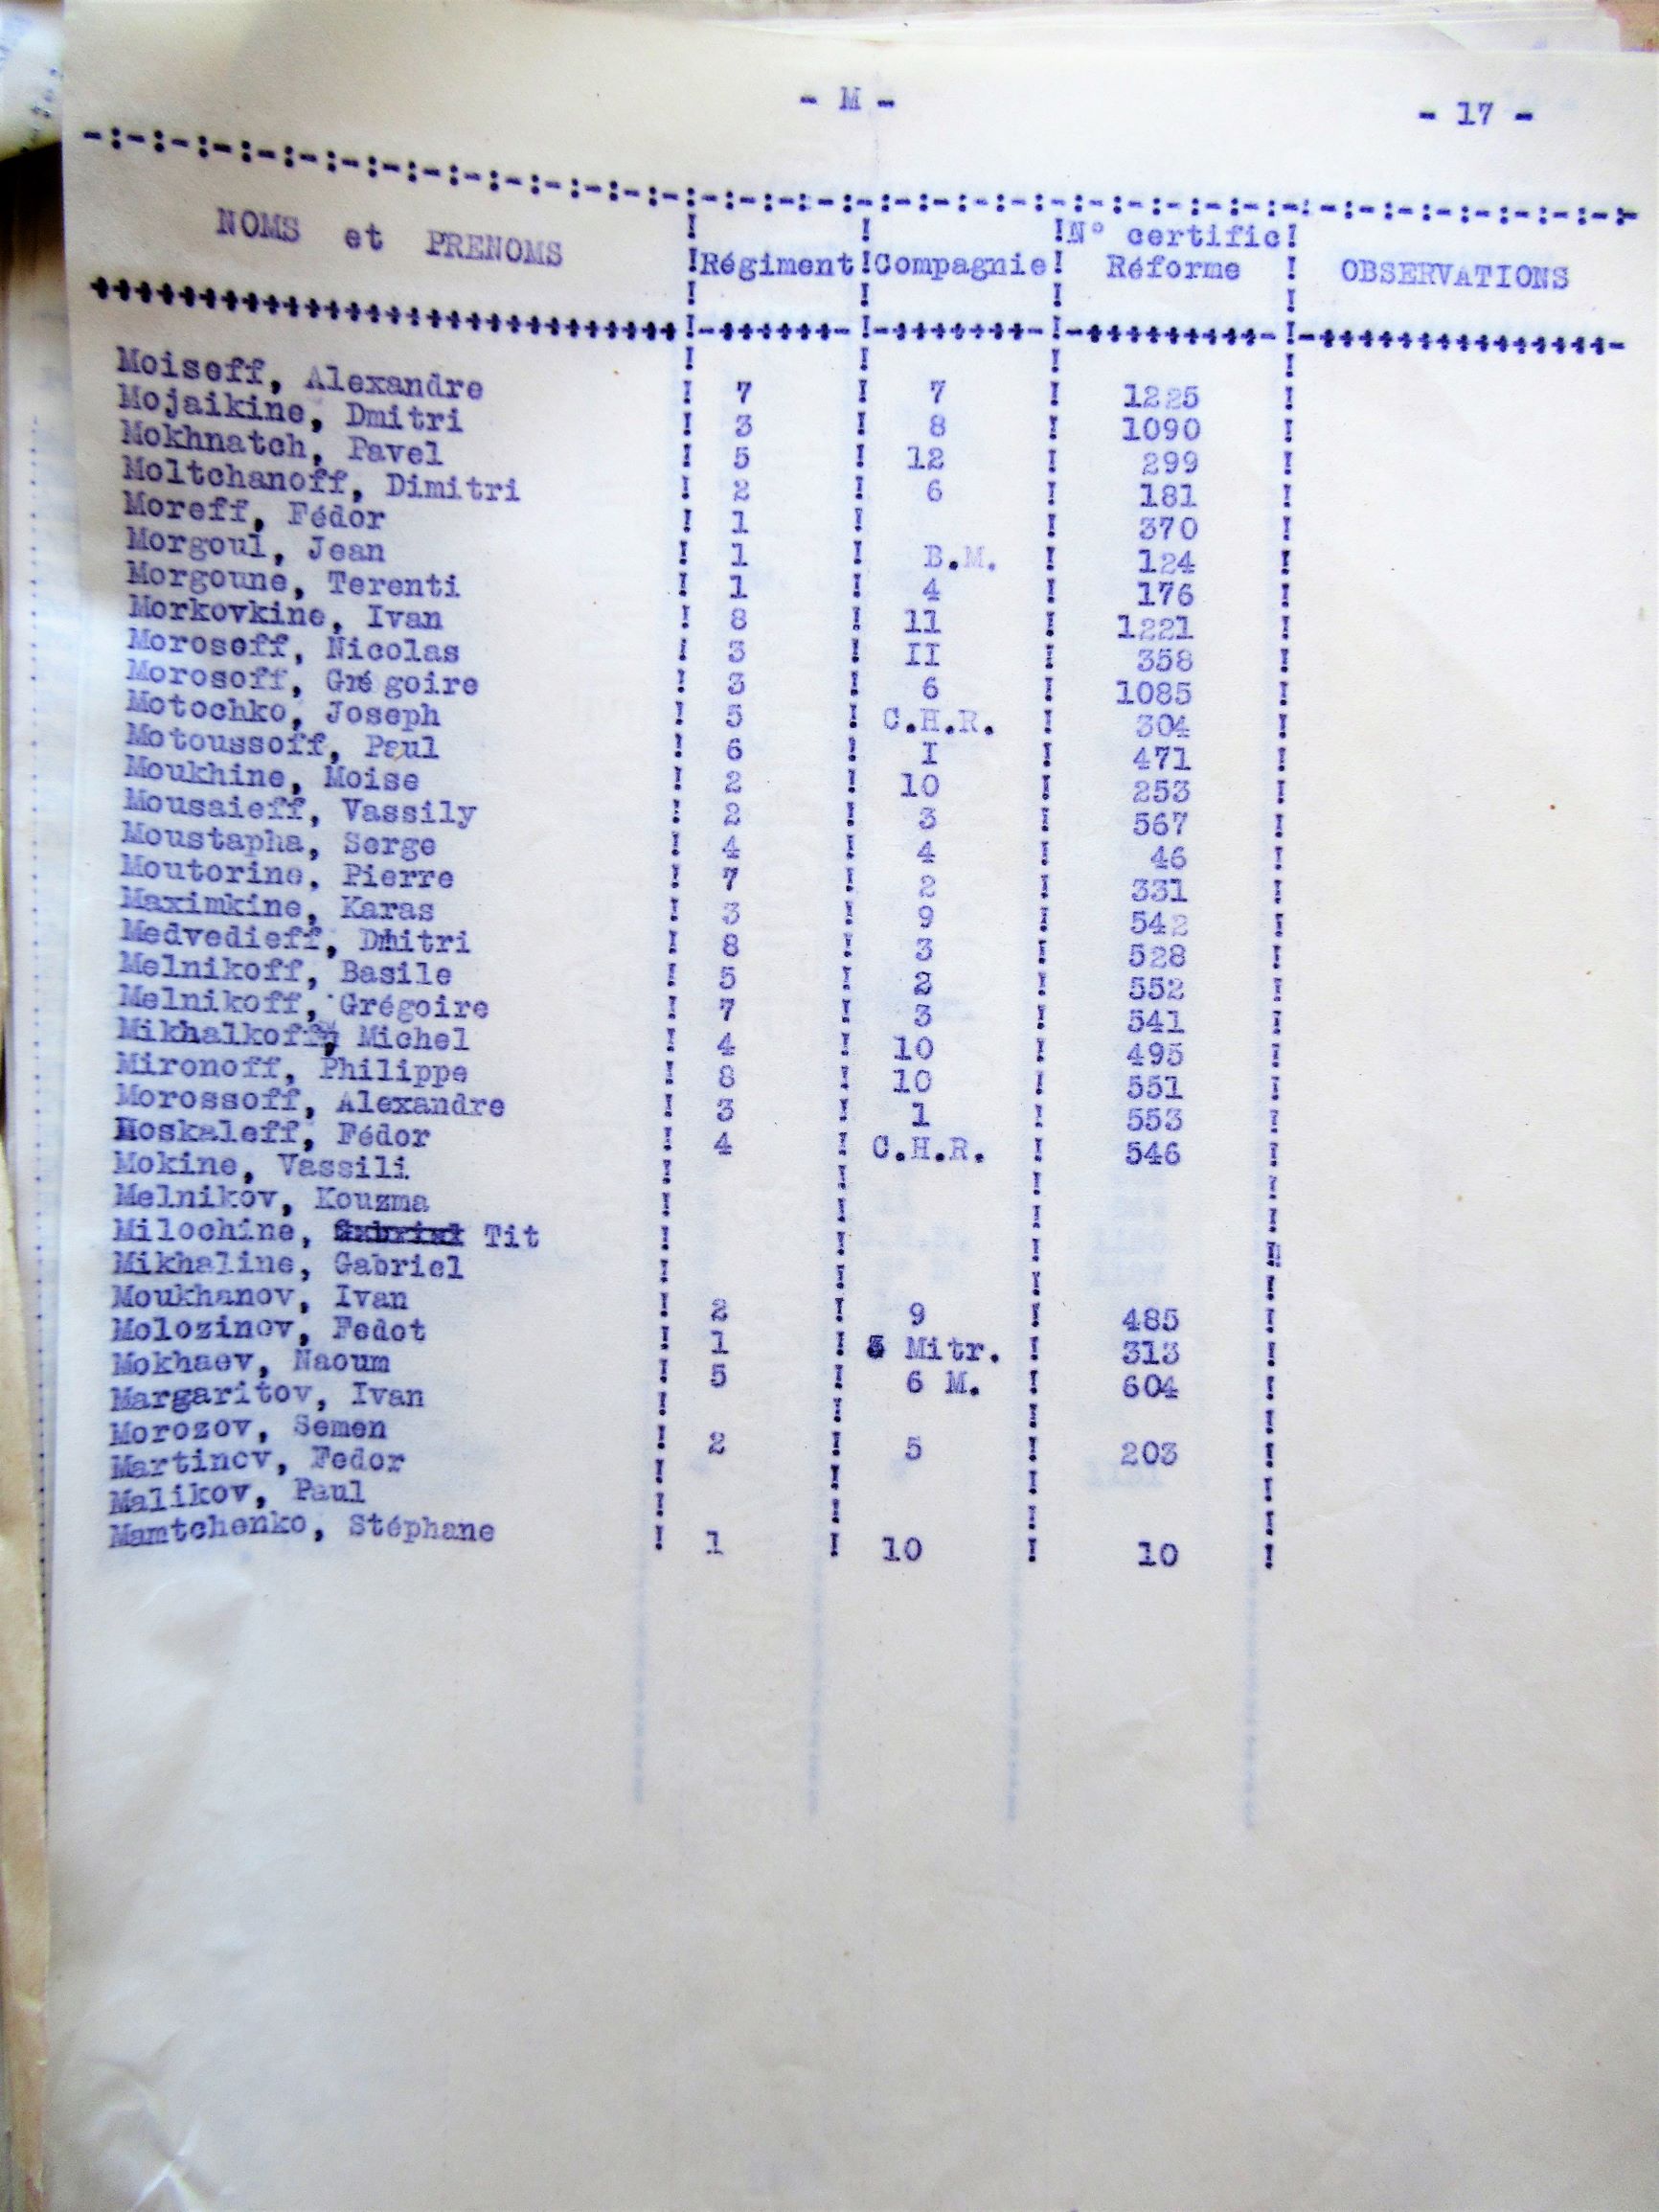 - M -
- 17 -
NOMS et PRENOMS !Régiment!Compagnie!N° certific! OBSERVATIONS
Réforme
Moiseff, Alexandre ! 7 ! 7 ! 1225 !
Mojaikine, Dmitri ! 3 ! 8 ! 1090 !
Mokhnatch, Pavel ! 5 ! 12 ! 299 !
Moltchanoff, Dimitri ! 2 ! 6 ! 181 !
Moreff, Fédor ! 1 ! ! 370 !
Morgoul, Jean ! 1 ! B.M. ! 124 !
Morgoune, Terenti ! 1 ! 4 ! 176 !
Morkovkine, Ivan ! 8 ! 11 ! 1221 !
Moroseff, Nicolas ! 3 ! II ! 358 !
Morosoff, Grégoire ! 3 ! 6 ! 1085 !
Motochko, Joseph ! 5 ! C.H.R. ! 304 !
Motoussoff, Paul ! 6 ! I ! 471 !
Moukhine, Moise ! 2 ! 10 ! 253 !
Mousaieff, Vassily ! 2 ! 3 ! 567 !
Moustapha, Serge ! 4 ! 4 ! 46 !
Moutorine, Pierre ! 7 ! 2 ! 331 !
Maximkine, Karas ! 3 ! 9 ! 542 !
Medvedieff, Dmitri ! 8 ! 3 ! 528 !
Melnikoff, Basile ! 5 ! 2 ! 552 !
Melnikoff, Grégoire ! 7 ! 3 ! 541 !
Mikhalkoff, Michel ! 4 ! 10 ! 495 !
Mironoff, Philippe ! 8 ! 10 ! 551 !
Morossoff, Alexandre ! 3 ! 1 ! 553 !
Moskaleff, Fédor ! 4 ! C.H.R. ! 546 !
Mokine, Vassili ! ! ! !
Melnikov, Kouzma ! ! ! !
Milochine, Gabriel Tit ! ! ! !
Mikhaline, Gabriel ! ! ! !
Moukhanov, Ivan ! 2 ! 9 ! 485 !
Molozinov, Fedot ! 1 ! 3 Mitr. ! 313 !
Mokhaev, Naoum ! 5 ! 6 M. ! 604 !
Margaritov, Ivan ! ! ! !
Morozov, Semen ! 2 ! 5 ! 203 !
Martinov, Fedor ! ! ! !
Malikov, Paul ! ! ! !
Mamtchenko, Stéphane ! 1 ! 10 ! 10 !